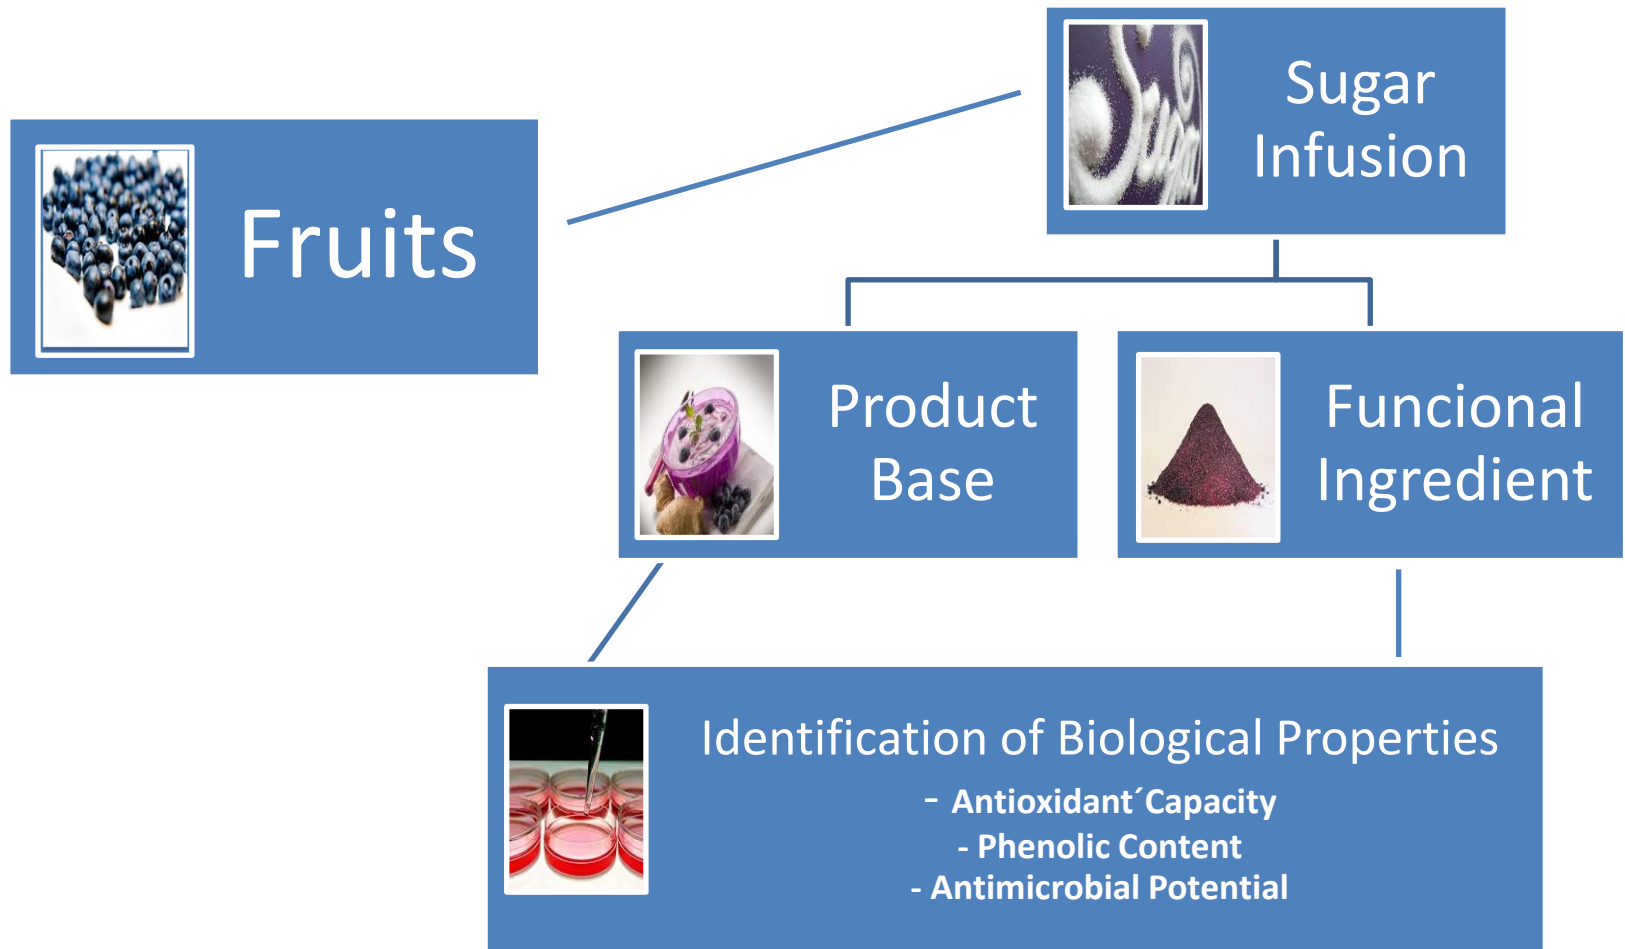 Fruits
Sugar
Infusion
Product
Base
Funcional
Ingredient
Identification of Biological Properties
- Antioxidant´Capacity
- Phenolic Content
- Antimicrobial Potential